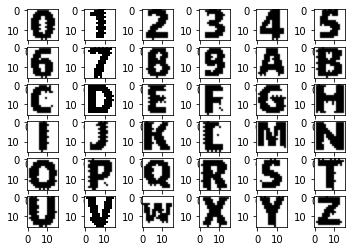 0 1 2 3 4 5
6 7 8 9 A B
C D E F G H
I J K L M N
O P Q R S T
U V W X Y Z